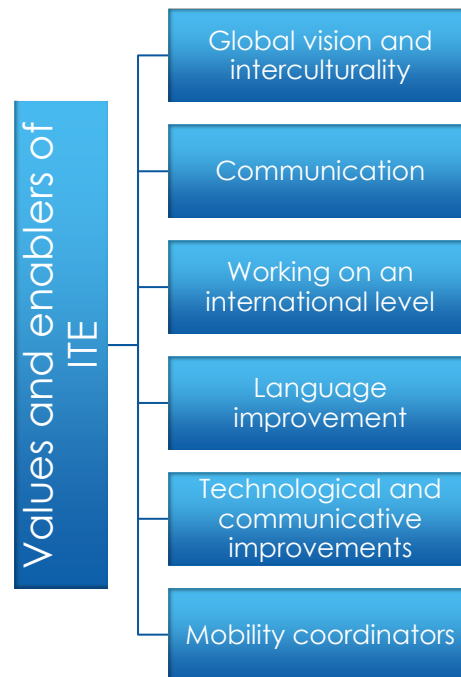 Values and enablers of
ITE
Global vision and
interculturality
Communication
Working on an
international level
Language
improvement
Technological and
communicative
improvements
Mobility coordinators